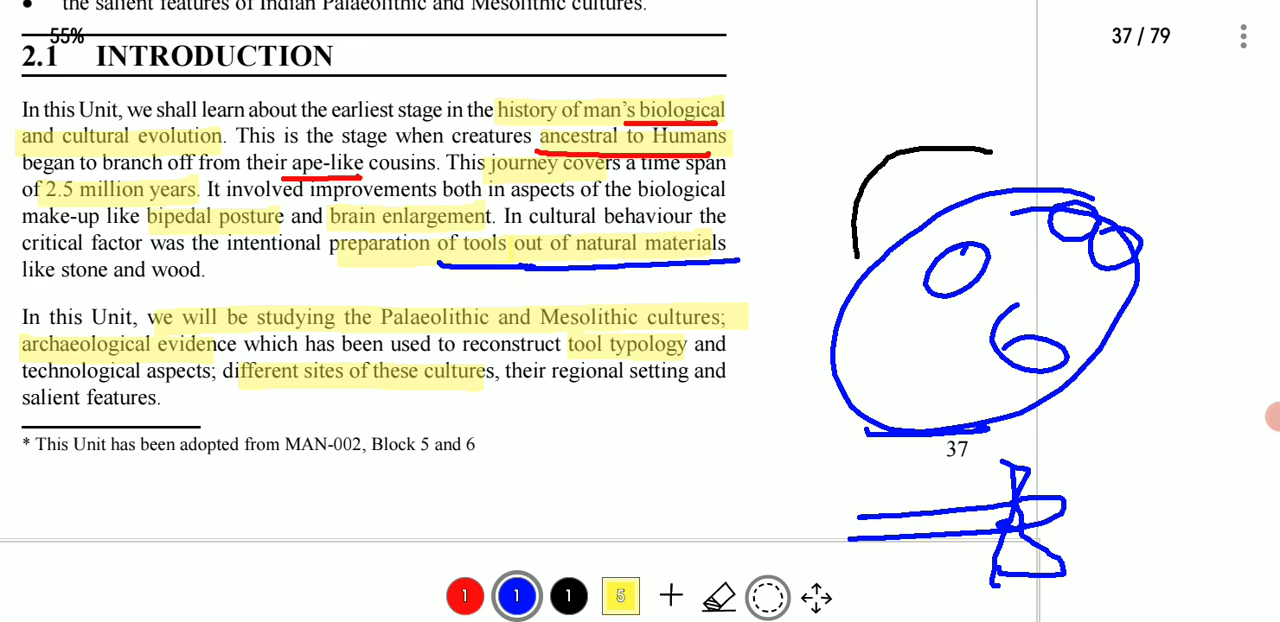 the salient features of Indian Palaeolithic and Mesolithic cultures.
55%
37 / 79
2.1 INTRODUCTION
In this Unit, we shall learn about the earliest stage in the history of man's biological
and cultural evolution. This is the stage when creatures ancestral to Humans
began to branch off from their ape-like cousins. This journey covers a time span
of 2.5 million years. It involved improvements both in aspects of the biological
make-up like bipedal posture and brain enlargement. In cultural behaviour the
critical factor was the intentional preparation of tools out of natural materials
like stone and wood.
In this Unit, we will be studying the Palaeolithic and Mesolithic cultures;
archaeological evidence which has been used to reconstruct tool typology and
technological aspects; different sites of these cultures, their regional setting and
salient features.
* This Unit has been adopted from MAN-002, Block 5 and 6
37
1 1 1 5